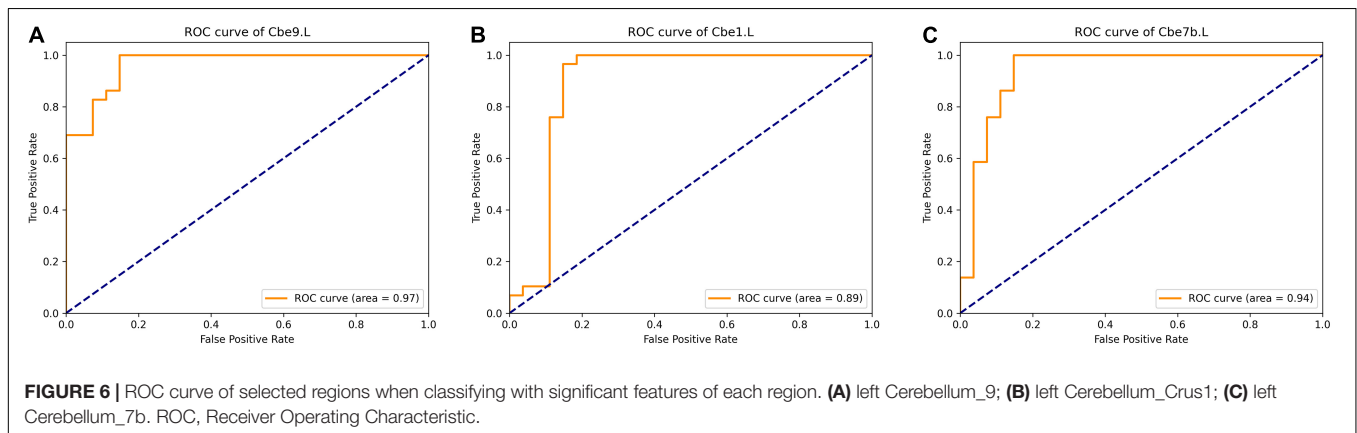 A
ROC curve of Cbe9.L
1.0
0.8
0.6
0.4
0.2
0.0
True Positive Rate
0.0 0.2 0.4 0.6 0.8 1.0
False Positive Rate
ROC curve (area = 0.97)
B
ROC curve of Cbe1.L
1.0
0.8
0.6
0.4
0.2
0.0
True Positive Rate
0.0 0.2 0.4 0.6 0.8 1.0
False Positive Rate
ROC curve (area = 0.89)
C
ROC curve of Cbe7b.L
1.0
0.8
0.6
0.4
0.2
0.0
True Positive Rate
0.0 0.2 0.4 0.6 0.8 1.0
False Positive Rate
ROC curve (area = 0.94)
FIGURE 6 | ROC curve of selected regions when classifying with significant features of each region. (A) left Cerebellum_9; (B) left Cerebellum_Crus1; (C) left
Cerebellum_7b. ROC, Receiver Operating Characteristic.